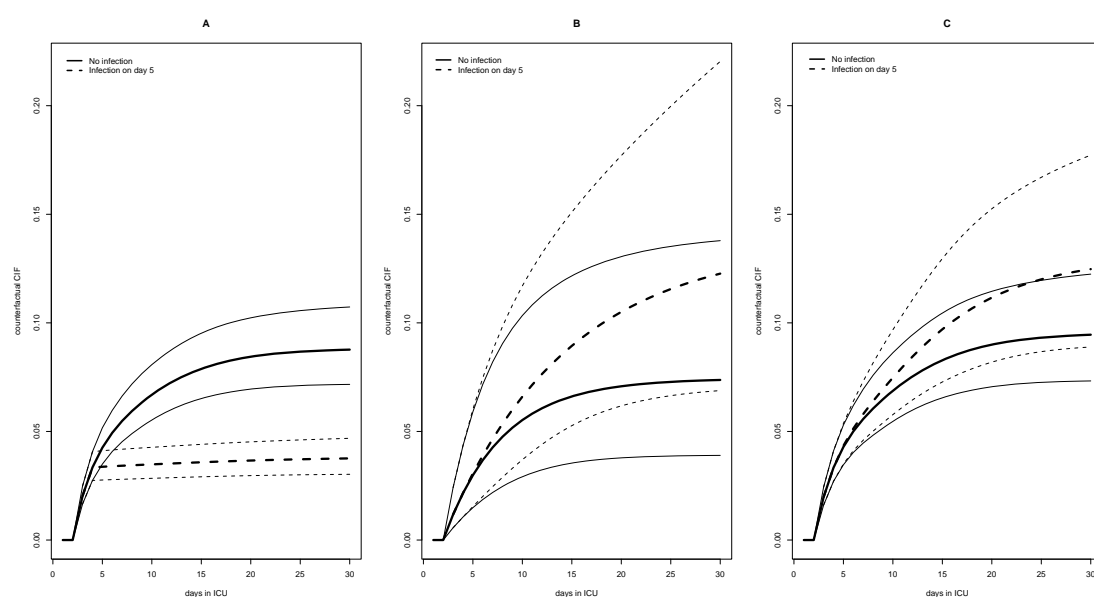 A
No infection
Infection on day 5
counterfactual CIF
0.20
0.15
0.10
0.05
0.00
0 5 10 15 20 25 30
days in ICU
B
No infection
Infection on day 5
counterfactual CIF
0.20
0.15
0.10
0.05
0.00
0 5 10 15 20 25 30
days in ICU
C
No infection
Infection on day 5
counterfactual CIF
0.20
0.15
0.10
0.05
0.00
0 5 10 15 20 25 30
days in ICU